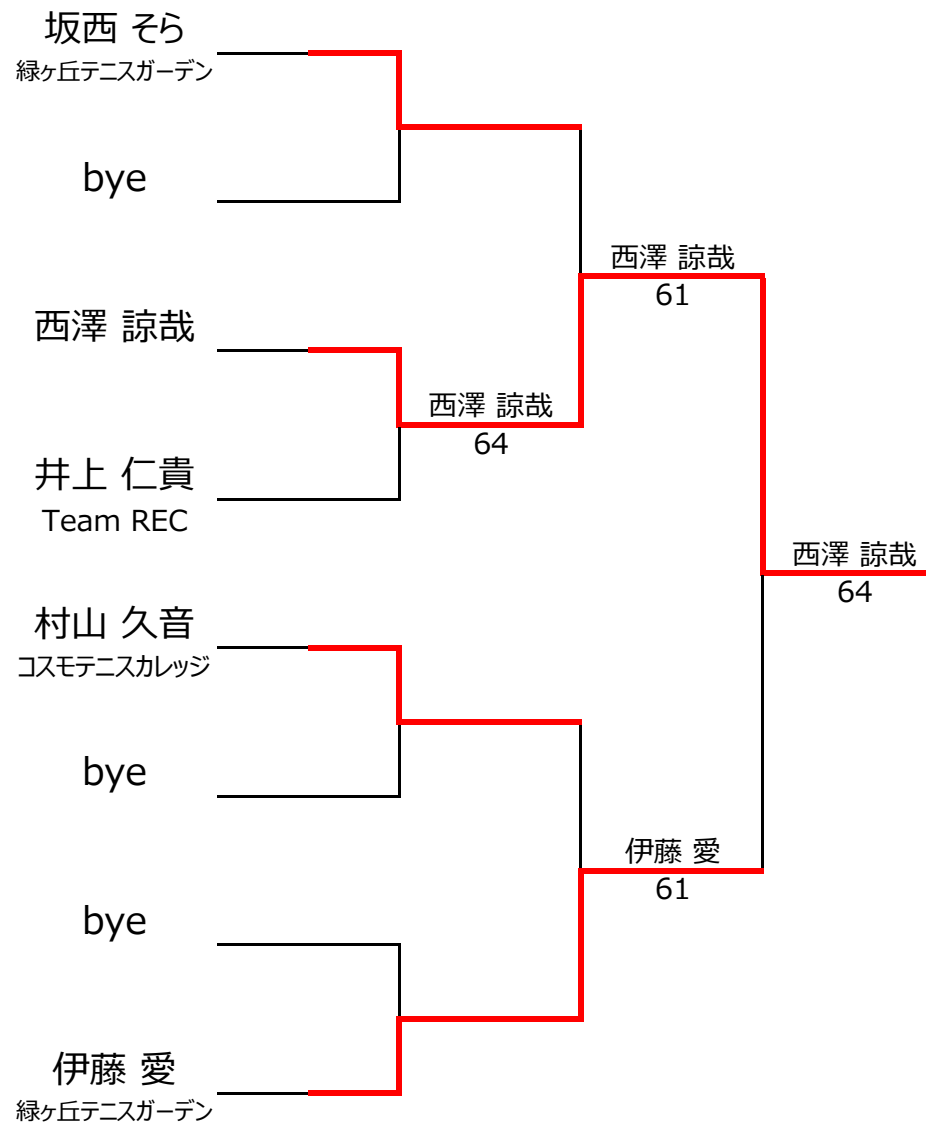 坂西 そら
緑ヶ丘テニスガーデン
bye
西澤 諒哉
61
西澤 諒哉
西澤 諒哉
64
井上 仁貴
Team REC
西澤 諒哉
64
村山 久音
コスモテニスカレッジ
bye
伊藤 愛
61
bye
伊藤 愛
緑ヶ丘テニスガーデン